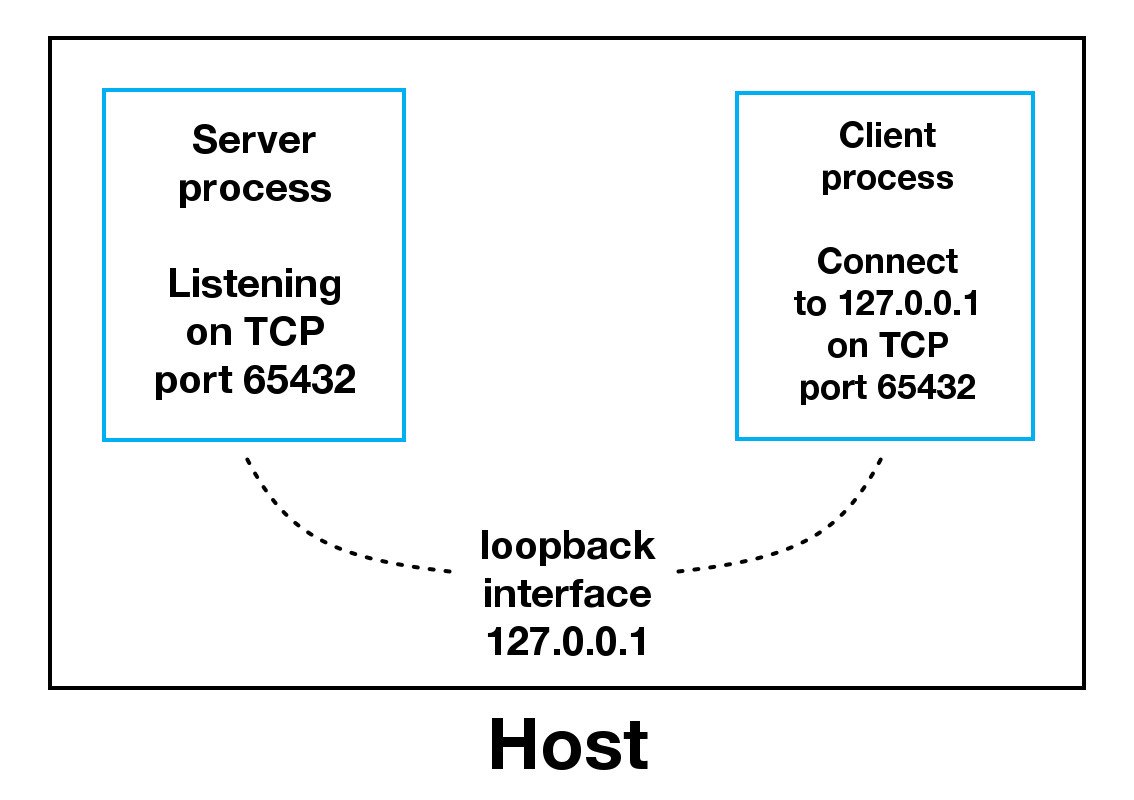 Server
process
Listening
on TCP
port 65432
Client
process
Connect
to 127.0.0.1
on TCP
port 65432
loopback
interface
127.0.0.1
Host